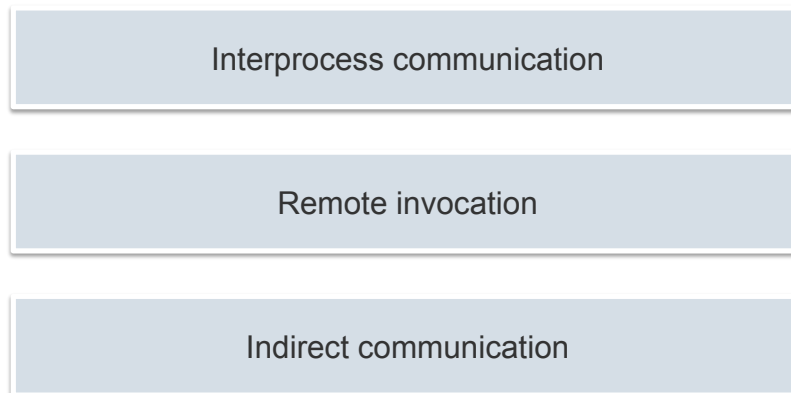 Interprocess communication
Remote invocation
Indirect communication